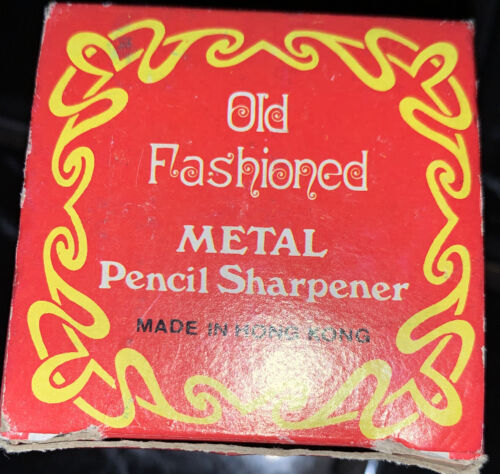 Old
Fashioned
METAL
Pencil Sharpener
MADE IN HONG KONG